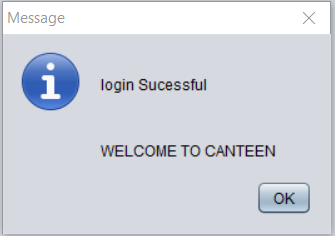 Message
login Sucessful
WELCOME TO CANTEEN
OK